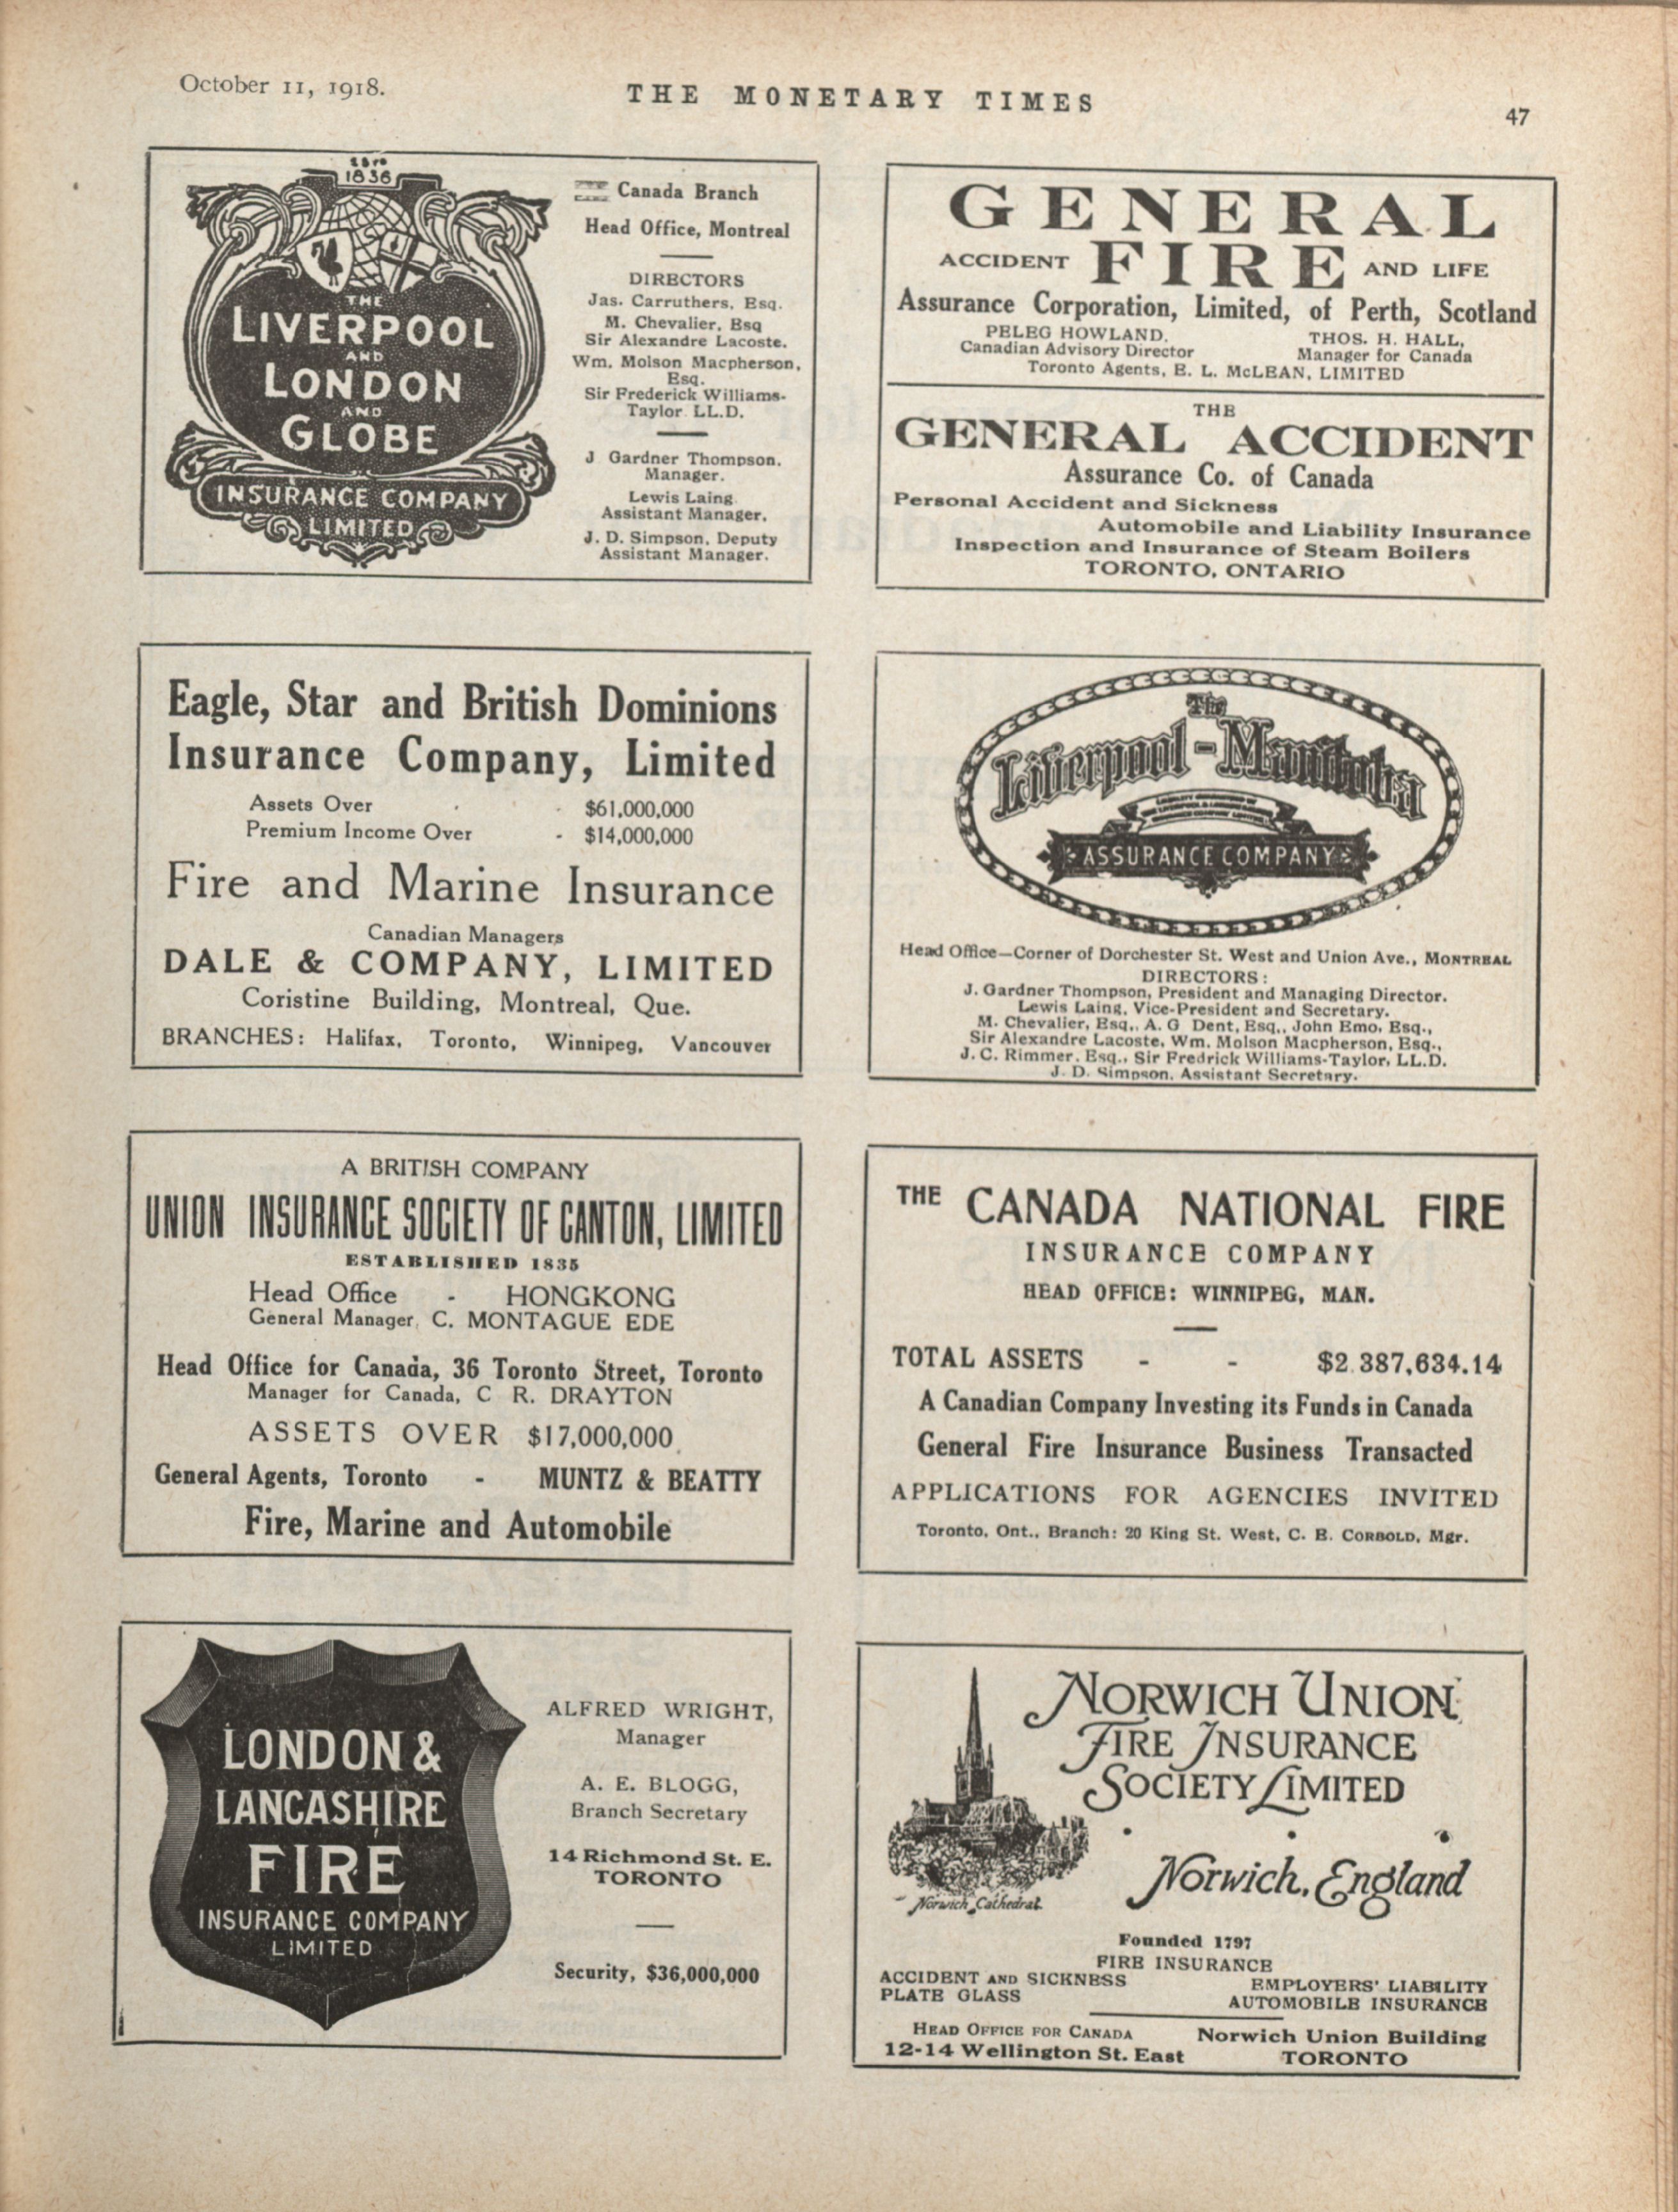 October 11, 1918.
THE MONETARY TIMES
47
1836
THE
LIVERPOOL
AND
LONDON
AND
GLOBE
INSURANCE COMPANY
LIMITED
Canada Branch
Head Office, Montreal
DIRECTORS
Jas. Carruthers, Esq.
M. Chevalier, Esq
Sir Alexandre Lacoste.
Wm. Molson Macpherson,
Esq.
Sir Frederick Williams-
Taylor LL.D.
J Gardner Thompson.
Manager.
Lewis Laing
Assistant Manager.
J. D. Simpson, Deputy
Assistant Manager.
GENERAL
ACCIDENT FIRE AND LIFE
Assurance Corporation, Limited, of Perth, Scotland
PELEG HOWLAND. THOS. H. HALL,
Canadian Advisory Director Manager for Canada
Toronto Agents, E. L. McLEAN, LIMITED
THE
GENERAL ACCIDENT
Assurance Co. of Canada
Personal Accident and Sickness
Automobile and Liability Insurance
Inspection and Insurance of Steam Boilers
TORONTO, ONTARIO
Eagle, Star and British Dominions
Insurance Company, Limited
Assets Over - $61,000,000
Premium Income Over - $14,000,000
Fire and Marine Insurance
Canadian Managers
DALE & COMPANY, LIMITED
Coristine Building, Montreal, Que.
BRANCHES: Halifax, Toronto, Winnipeg, Vancouver
The
Liverpool-Manitoba
ASSURANCE COMPANY
Head Office—Corner of Dorchester St. West and Union Ave., MONTREAL
DIRECTORS:
J. Gardner Thompson, President and Managing Director.
Lewis Laing, Vice-President and Secretary.
M. Chevalier, Esq., A. G Dent, Esq., John Emo, Esq.,
Sir Alexandre Lacoste, Wm. Molson Macpherson, Esq.,
J. C. Rimmer, Esq., Sir Fredrick Williams-Taylor, LL.D.
J. D. Simpson, Assistant Secretary.
A BRITISH COMPANY
UNION INSURANCE SOCIETY OF CANTON, LIMITED
ESTABLISHED 1835
Head Office - HONGKONG
General Manager, C. MONTAGUE EDE
Head Office for Canada, 36 Toronto Street, Toronto
Manager for Canada, C R. DRAYTON
ASSETS OVER $17,000,000
General Agents, Toronto - MUNTZ & BEATTY
Fire, Marine and Automobile
THE CANADA NATIONAL FIRE
INSURANCE COMPANY
HEAD OFFICE: WINNIPEG, MAN.
TOTAL ASSETS - - $2.387,634.14
A Canadian Company Investing its Funds in Canada
General Fire Insurance Business Transacted
APPLICATIONS FOR AGENCIES INVITED
Toronto, Ont., Branch: 20 King St. West, C. B. CORBOLD, Mgr.
LONDON &
LANCASHIRE
FIRE
INSURANCE COMPANY
LIMITED
ALFRED WRIGHT,
Manager
A. E. BLOGG,
Branch Secretary
14 Richmond St. E.
TORONTO
Security, $36,000,000
NORWICH UNION
FIRE INSURANCE
SOCIETY LIMITED
Norwich, England
Norwich Cathedral
Founded 1797
FIRE INSURANCE
ACCIDENT AND SICKNESS EMPLOYERS' LIABILITY
PLATE GLASS AUTOMOBILE INSURANCE
HEAD OFFICE FOR CANADA Norwich Union Building
12-14 Wellington St. East TORONTO